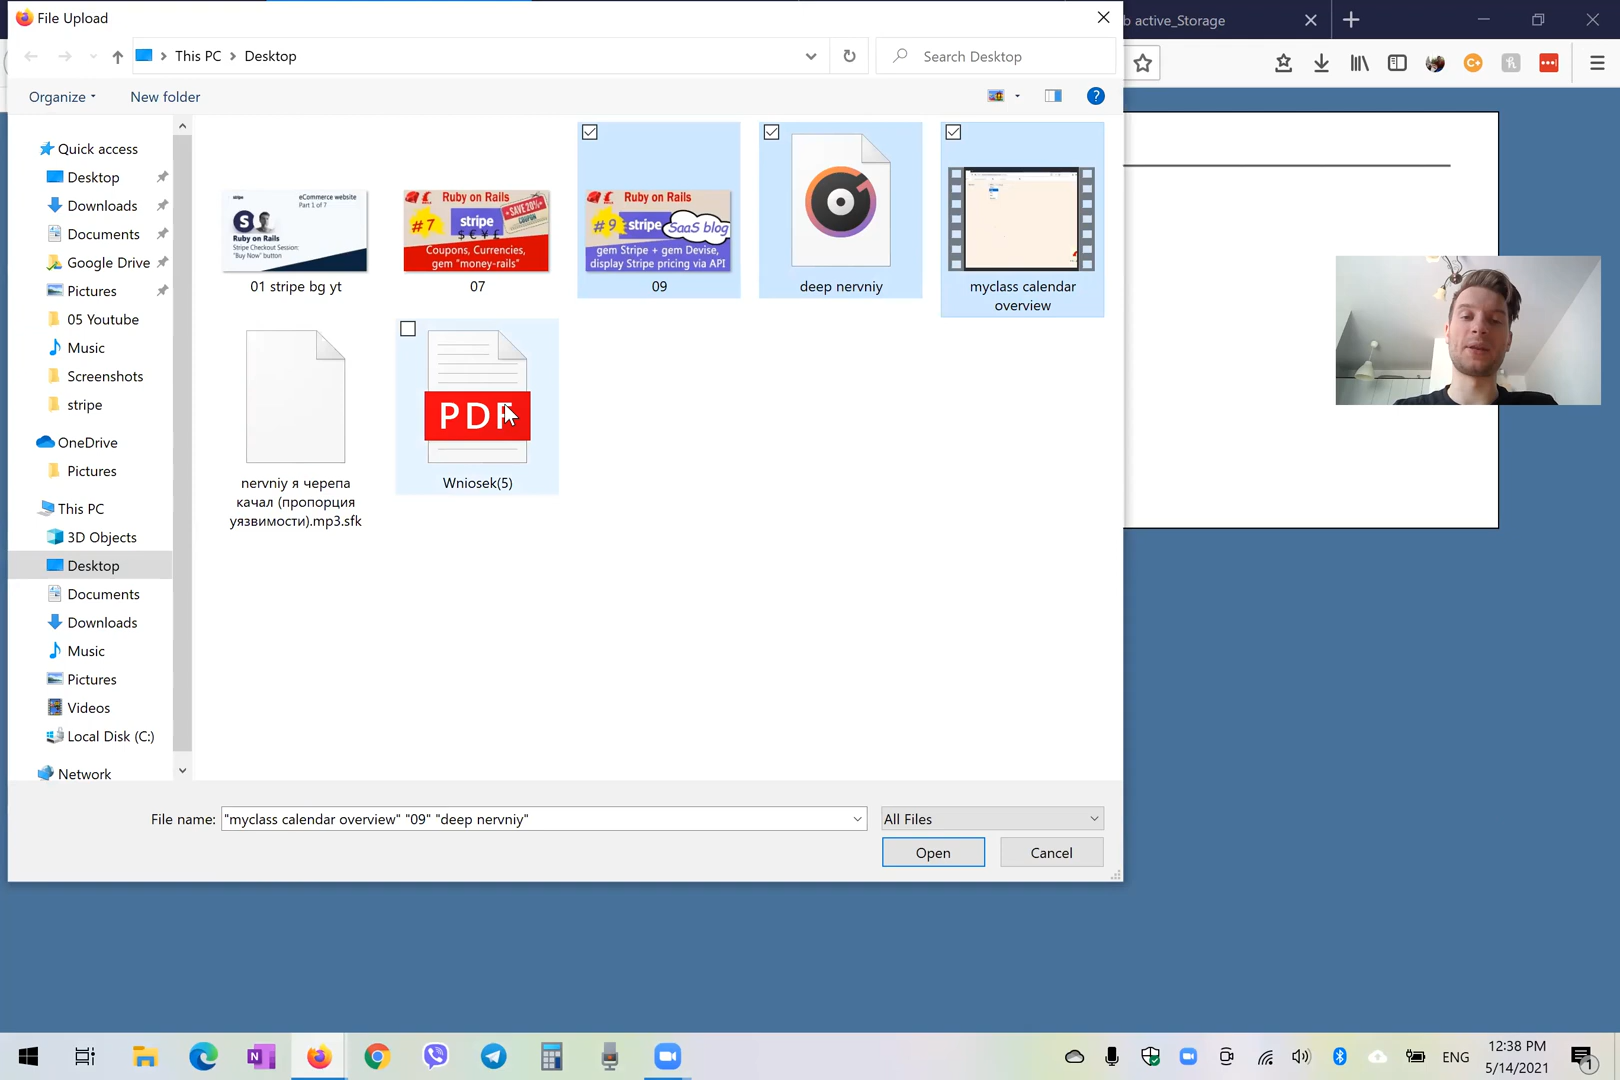 File Upload
b active_Storage
This PC
Desktop
Search Desktop
Organize
New folder
?
Quick access
Desktop
Downloads
Documents
Google Drive
Pictures
05 Youtube
Music
Screenshots
stripe
OneDrive
Pictures
This PC
3D Objects
Desktop
Documents
Downloads
Music
Pictures
Videos
Local Disk (C:)
Network
stripe
eCommerce website
Part 1 of 7
S
Ruby on Rails
Stripe Checkout Session:
"Buy Now" button
01 stripe bg yt
Ruby on Rails
#7
stripe
SAVE 20%
COUPON
$ € ¥ £
Coupons, Currencies,
gem "money-rails"
07
Ruby on Rails
#9
stripe
SaaS blog
gem Stripe + gem Devise,
display Stripe pricing via API
09
deep nervniy
myclass calendar
overview
nervniy я черепа
качал (пропорция
уязвимости).mp3.sfk
PDF
Wniosek(5)
File name:
"myclass calendar overview" "09" "deep nervniy"
All Files
Open
Cancel
ENG
12:38 PM
5/14/2021
1